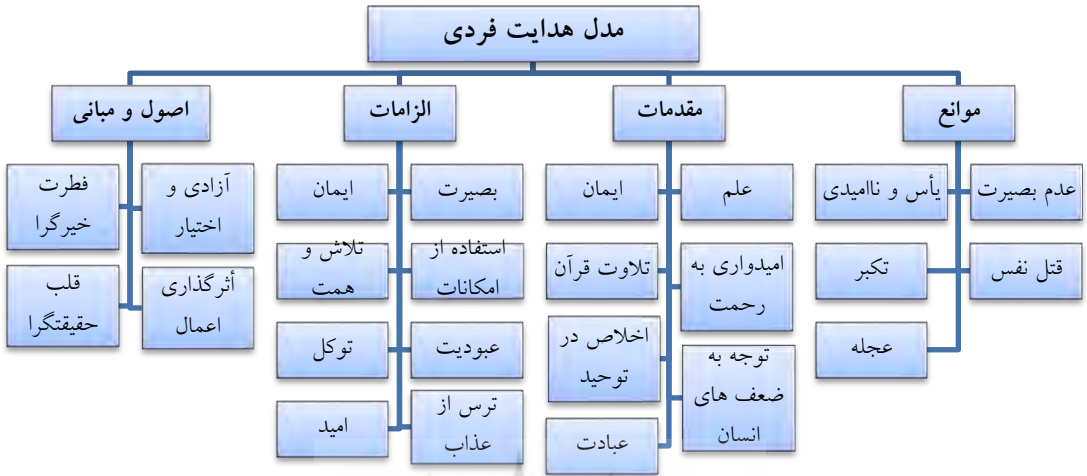 مدل هدایت فردی
موانع
مقدمات
الزامات
اصول و مبانی
عدم بصیرت
یأس و ناامیدی
قتل نفس
تکبر
عجله
علم
ایمان
امیدواری به
رحمت
تلاوت قرآن
توجه به
ضعف های
انسان
اخلاص در
توحید
عبادت
بصیرت
ایمان
استفاده از
امکانات
تلاش و
همت
عبودیت
توکل
ترس از
عذاب
امید
آزادی و
اختیار
فطرت
خیرگرا
أثرگذاری
اعمال
قلب
حقیقتگرا